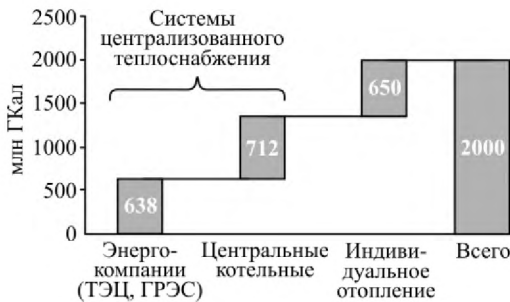 Системы
централизованного
теплоснабжения
млн ГКал
2500
2000
1500
1000
500
0
638
712
650
2000
Энерго-
компании
(ТЭЦ, ГРЭС)
Центральные
котельные
Индиви-
дуальное
отопление
Всего